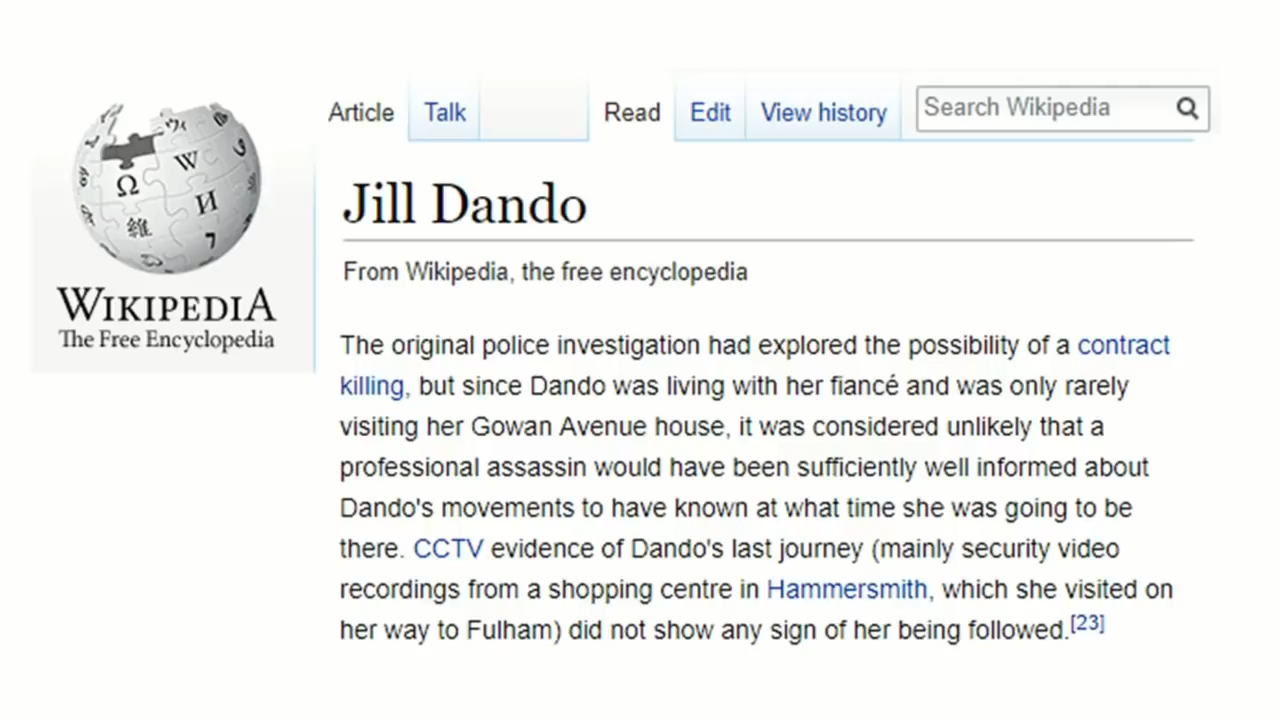 Article Talk Read Edit View history Search Wikipedia
Ω W И 維 7
WIKIPEDIA
The Free Encyclopedia
Jill Dando
From Wikipedia, the free encyclopedia
The original police investigation had explored the possibility of a contract
killing, but since Dando was living with her fiancé and was only rarely
visiting her Gowan Avenue house, it was considered unlikely that a
professional assassin would have been sufficiently well informed about
Dando's movements to have known at what time she was going to be
there. CCTV evidence of Dando's last journey (mainly security video
recordings from a shopping centre in Hammersmith, which she visited on
her way to Fulham) did not show any sign of her being followed.[23]